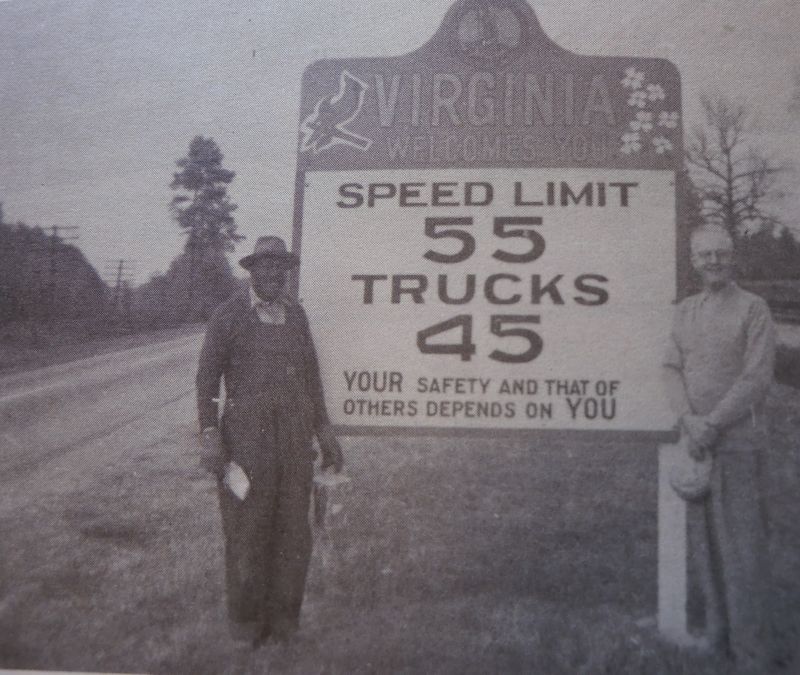 VIRGINIA
WELCOMES YOU
SPEED LIMIT
55
TRUCKS
45
YOUR SAFETY AND THAT OF
OTHERS DEPENDS ON YOU